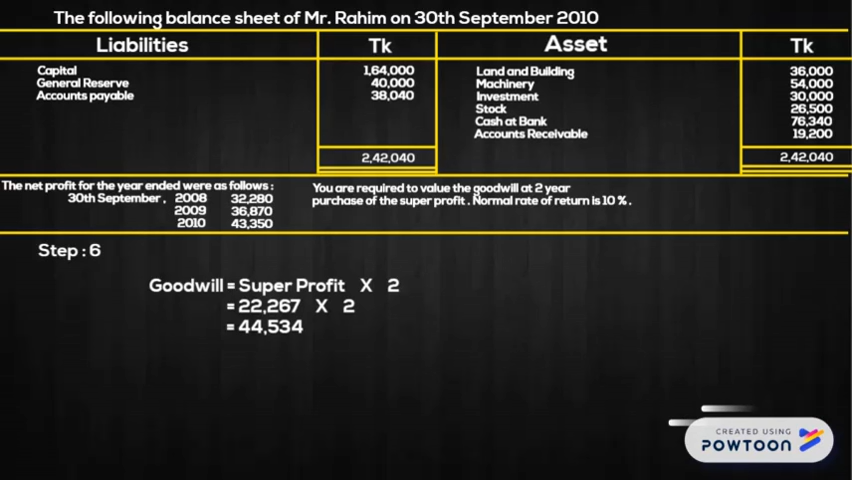 The following balance sheet of Mr. Rahim on 30th September 2010
Liabilities Tk Asset Tk
Capital 1,64,000 Land and Building 36,000
General Reserve 40,000 Machinery 54,000
Accounts payable 38,040 Investment 30,000
Stock 26,500
Cash at Bank 76,340
Accounts Receivable 19,200
2,42,040 2,42,040
The net profit for the year ended were as follows :
30th September , 2008 32,280
2009 36,870
2010 43,350
You are required to value the goodwill at 2 year
purchase of the super profit . Normal rate of return is 10 % .
Step : 6
Goodwill = Super Profit X 2
= 22,267 X 2
= 44,534
CREATED USING
POWTOON